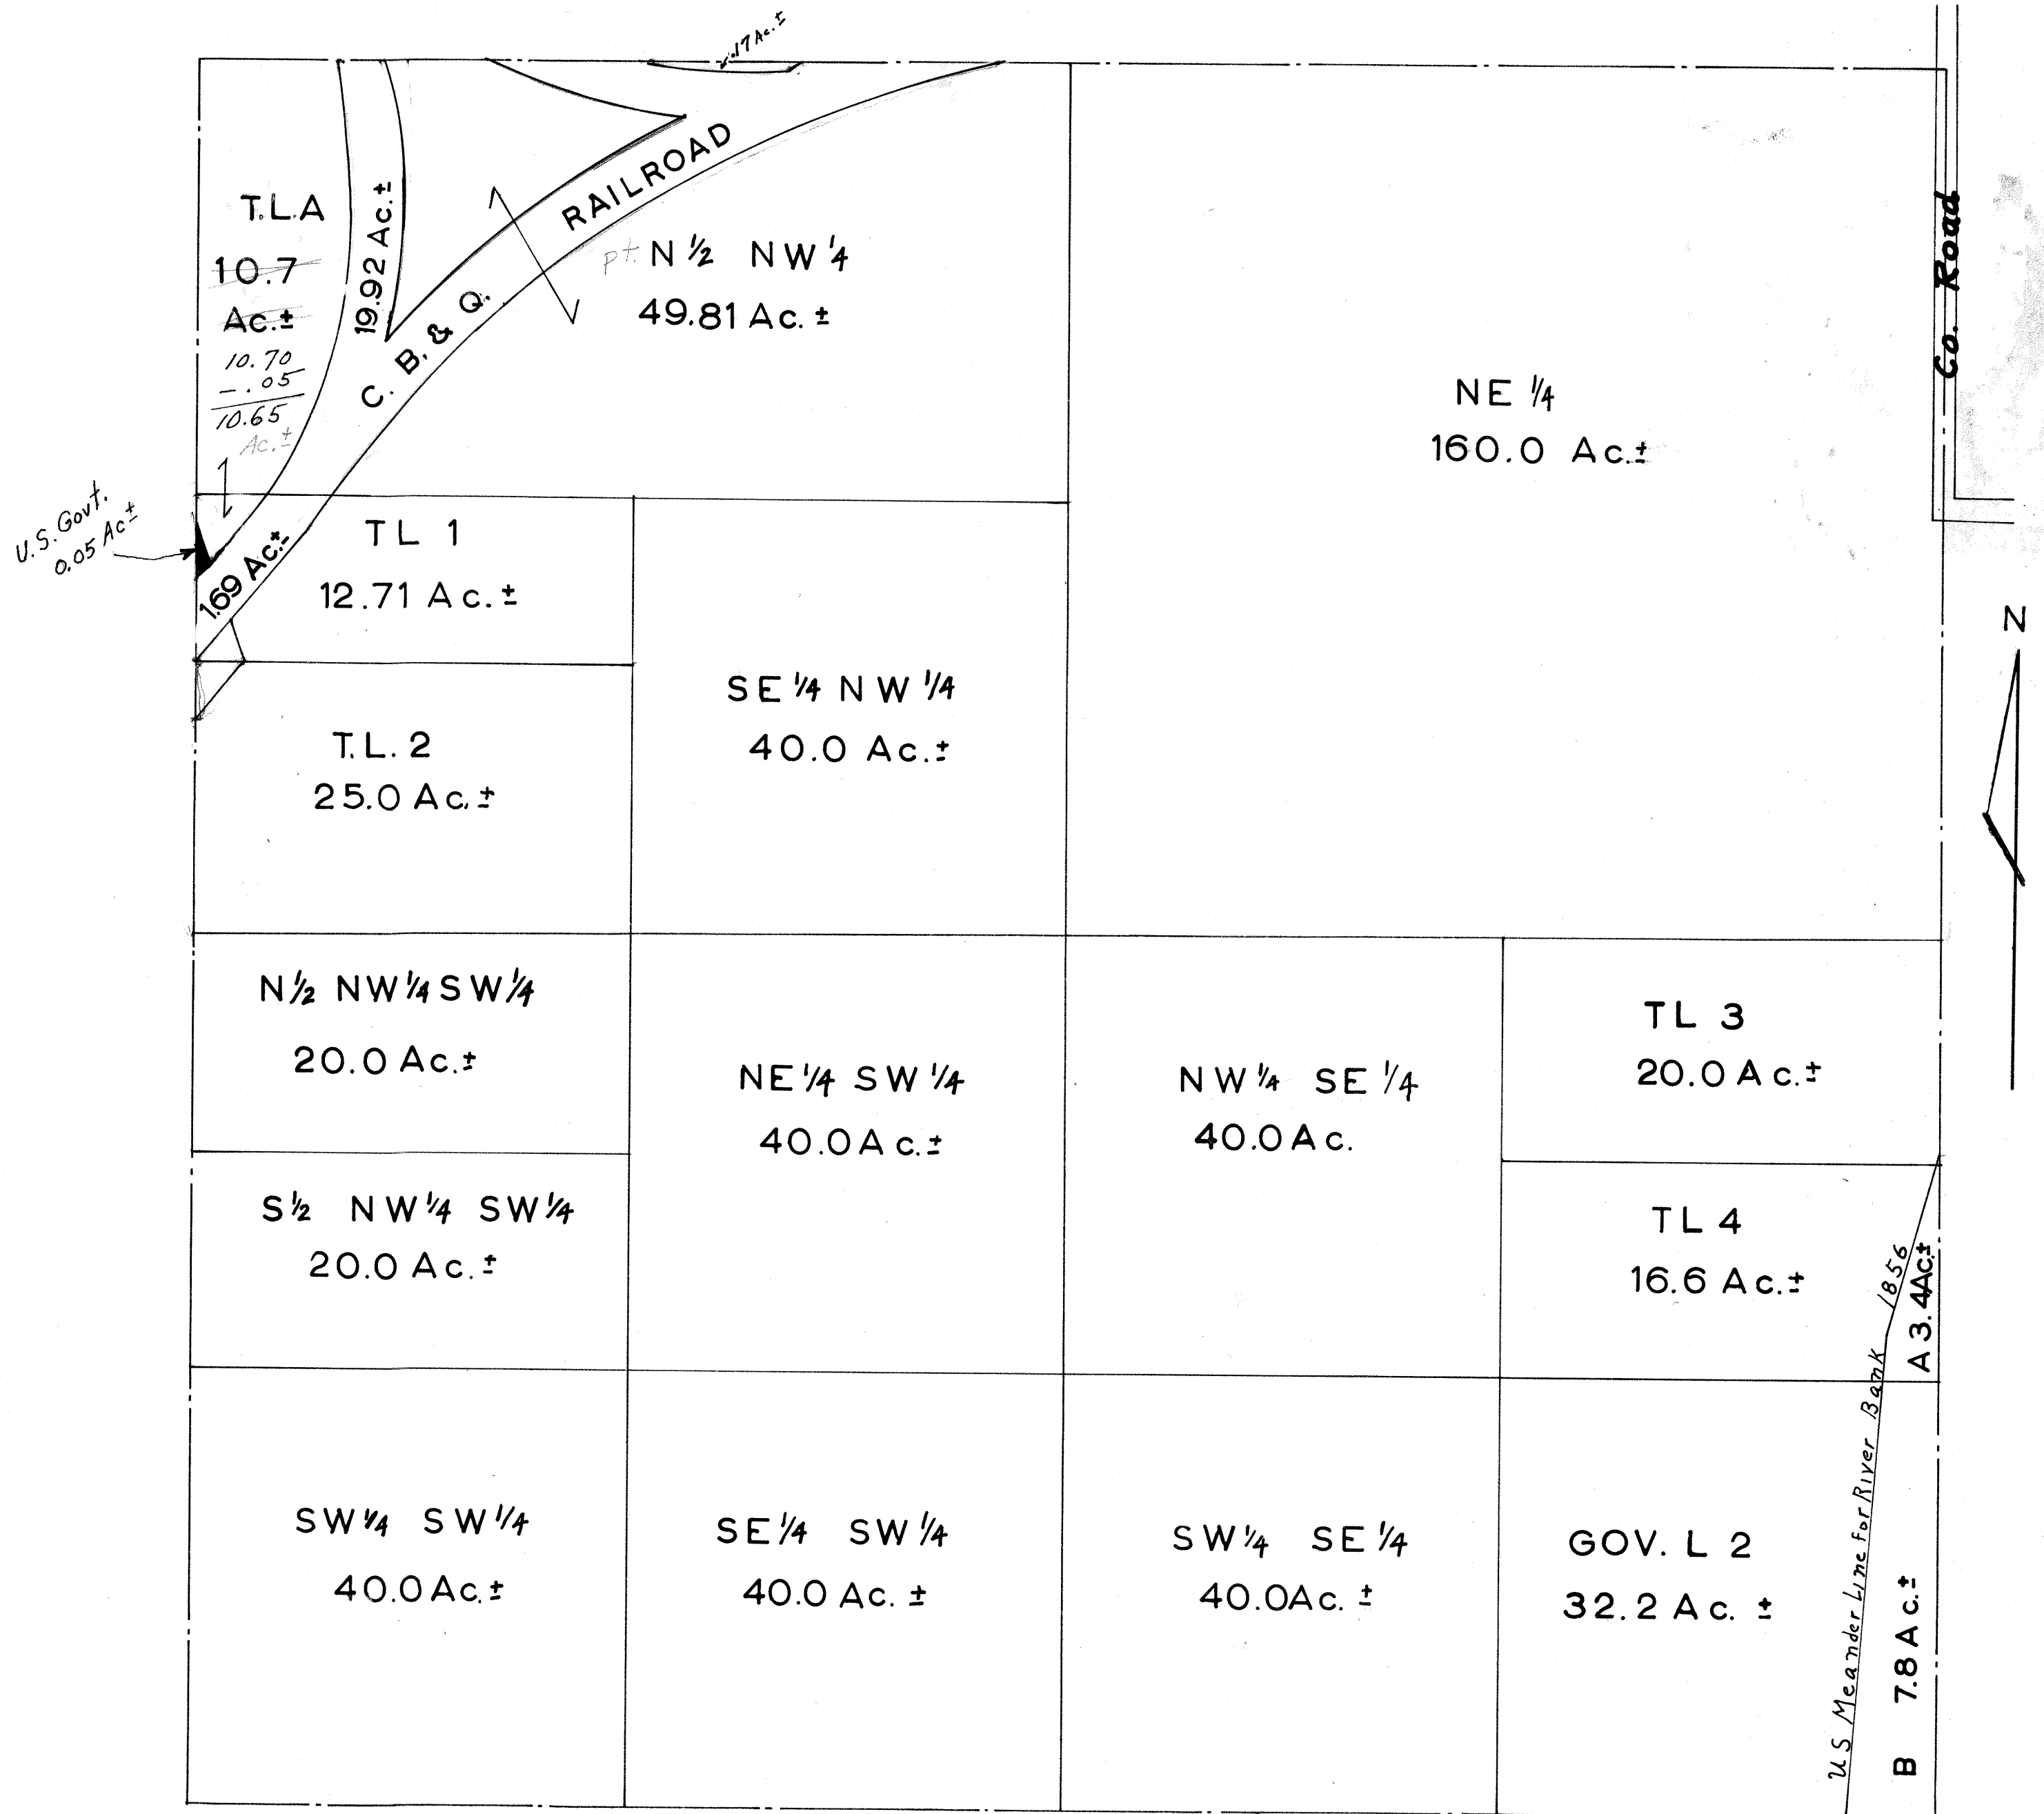 .17 Ac.±
T.L.A
10.7
Ac.±
10.70
-.05
10.65
Ac.±
19.92 Ac.±
C. B. & Q. RAILROAD
pt. N ½ NW ¼
49.81 Ac. ±
NE ¼
160.0 Ac.±
Co. Road
U.S. Govt.
0.05 Ac±
1.69 Ac.±
TL 1
12.71 Ac. ±
N
SE ¼ NW ¼
40.0 Ac.±
T.L. 2
25.0 Ac. ±
N½ NW¼ SW¼
20.0 Ac.±
NE ¼ SW ¼
40.0 Ac.±
NW ¼ SE ¼
40.0 Ac.
TL 3
20.0 Ac.±
S½ NW¼ SW¼
20.0 Ac. ±
TL 4
16.6 Ac.±
A 3.4Ac.±
US Meander Line for River Bank 1856
SW ¼ SW ¼
40.0 Ac. ±
SE ¼ SW ¼
40.0 Ac. ±
SW ¼ SE ¼
40.0Ac. ±
GOV. L 2
32.2 Ac. ±
B 7.8 Ac.±